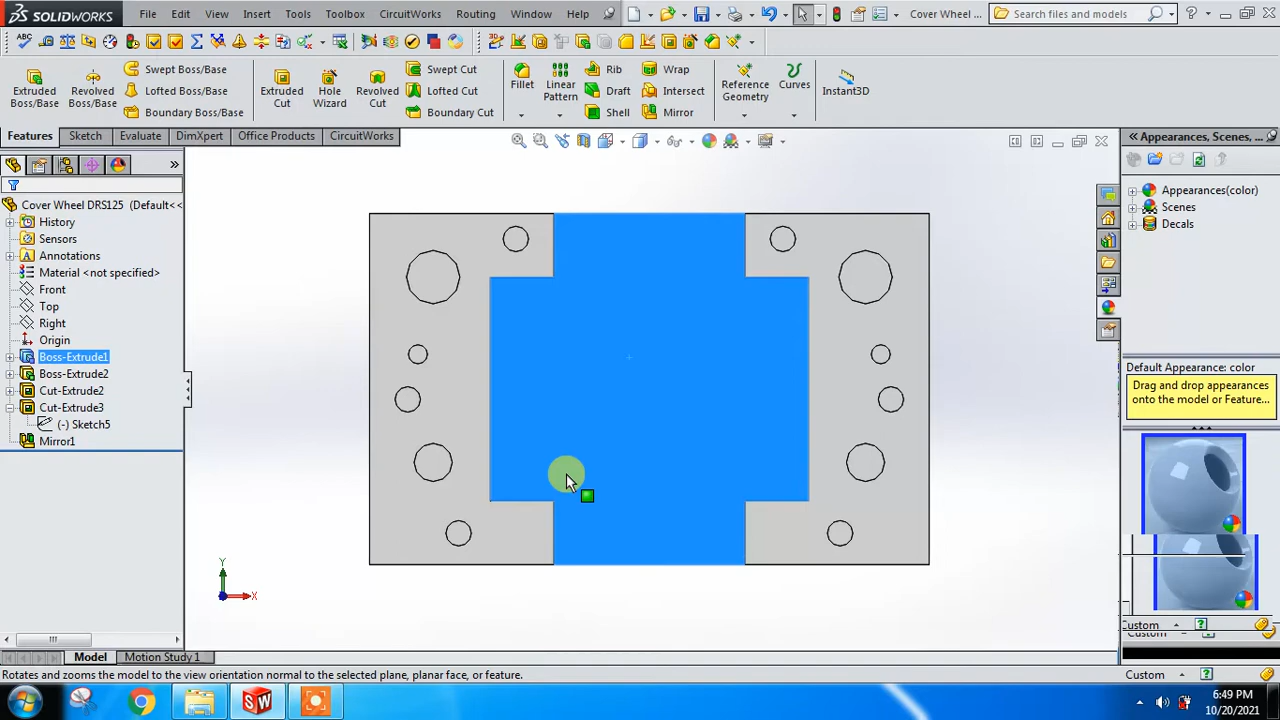 SOLIDWORKS File Edit View Insert Tools Toolbox CircuitWorks Routing Window Help Cover Wheel ... Search files and models
Extruded Boss/Base
Revolved Boss/Base
Swept Boss/Base
Lofted Boss/Base
Boundary Boss/Base
Extruded Cut
Hole Wizard
Revolved Cut
Swept Cut
Lofted Cut
Boundary Cut
Fillet
Linear Pattern
Rib
Draft
Shell
Wrap
Intersect
Mirror
Reference Geometry
Curves
Instant3D
Features Sketch Evaluate DimXpert Office Products CircuitWorks
Appearances, Scenes, ...
Cover Wheel DRS125 (Default<<
History
Sensors
Annotations
Material <not specified>
Front
Top
Right
Origin
Boss-Extrude1
Boss-Extrude2
Cut-Extrude2
Cut-Extrude3
(-) Sketch5
Mirror1
Appearances(color)
Scenes
Decals
Default Appearance: color
Drag and drop appearances
onto the model or Feature...
Y
X
Custom
Custom
Model Motion Study 1
Rotates and zooms the model to the view orientation normal to the selected plane, planar face, or feature.
Custom
6:49 PM
10/20/2021